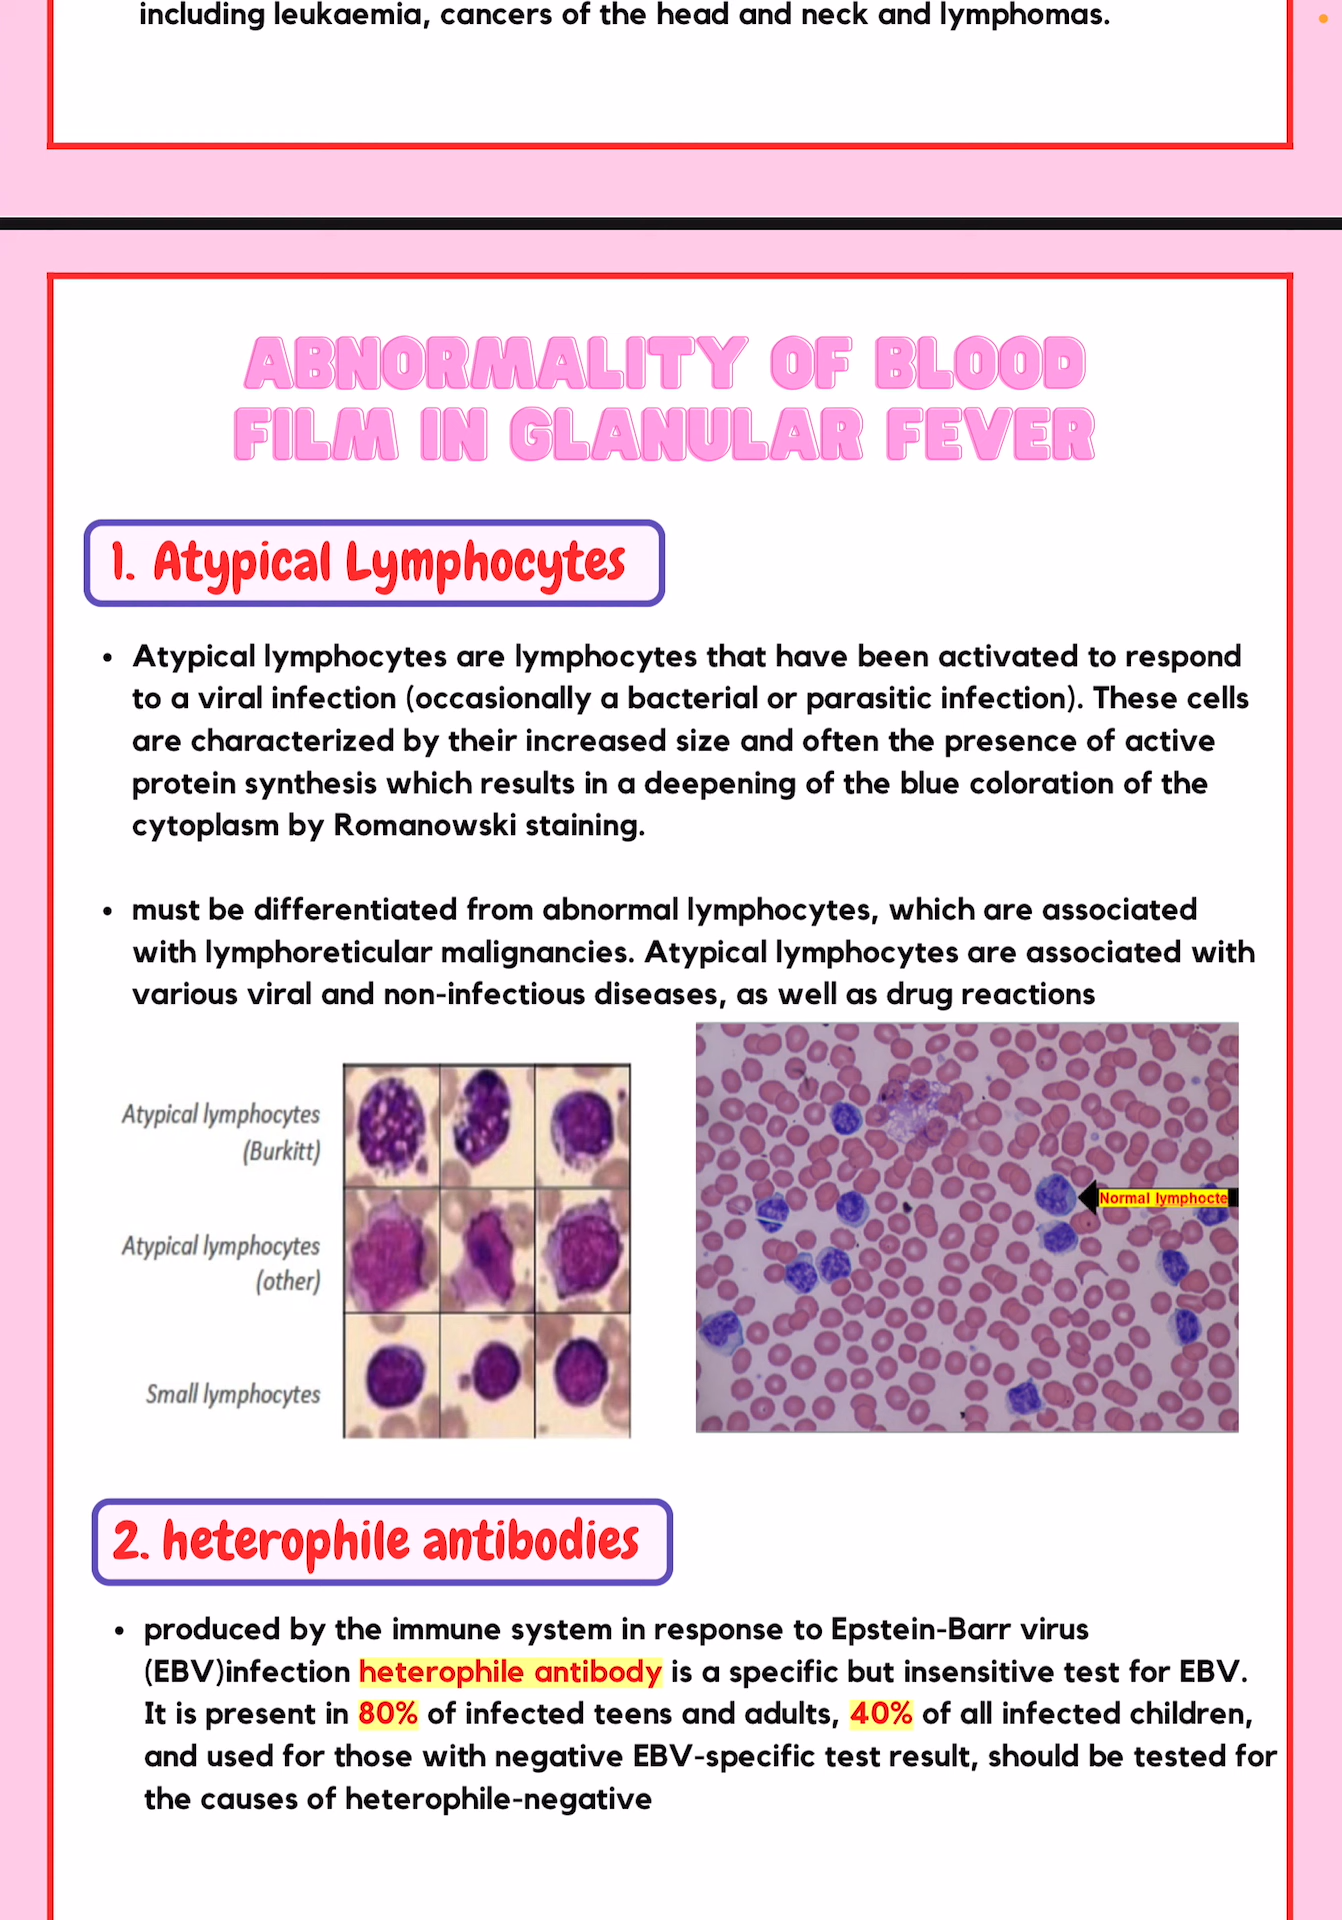 including leukaemia, cancers of the head and neck and lymphomas.
ABNORMALITY OF BLOOD
FILM IN GLANULAR FEVER
1. Atypical Lymphocytes
• Atypical lymphocytes are lymphocytes that have been activated to respond
to a viral infection (occasionally a bacterial or parasitic infection). These cells
are characterized by their increased size and often the presence of active
protein synthesis which results in a deepening of the blue coloration of the
cytoplasm by Romanowski staining.
• must be differentiated from abnormal lymphocytes, which are associated
with lymphoreticular malignancies. Atypical lymphocytes are associated with
various viral and non-infectious diseases, as well as drug reactions
Atypical lymphocytes
(Burkitt)
Atypical lymphocytes
(other)
Small lymphocytes
Normal lymphocte
2. heterophile antibodies
• produced by the immune system in response to Epstein-Barr virus
(EBV)infection heterophile antibody is a specific but insensitive test for EBV.
It is present in 80% of infected teens and adults, 40% of all infected children,
and used for those with negative EBV-specific test result, should be tested for
the causes of heterophile-negative